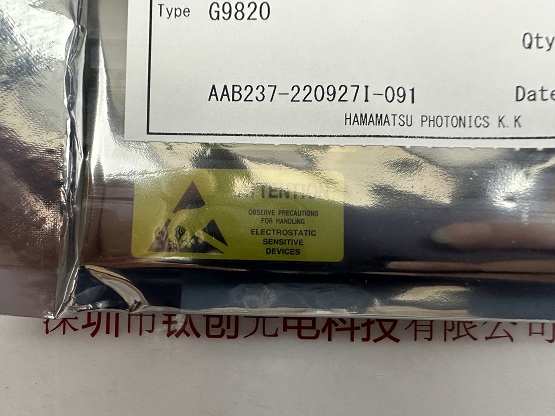 Type G9820
Qty
AAB237-220927I-091 Date
HAMAMATSU PHOTONICS K.K
ATTENTION
OBSERVE PRECAUTIONS
FOR HANDLING
ELECTROSTATIC
SENSITIVE
DEVICES
深圳市钛创光电科技有限公司